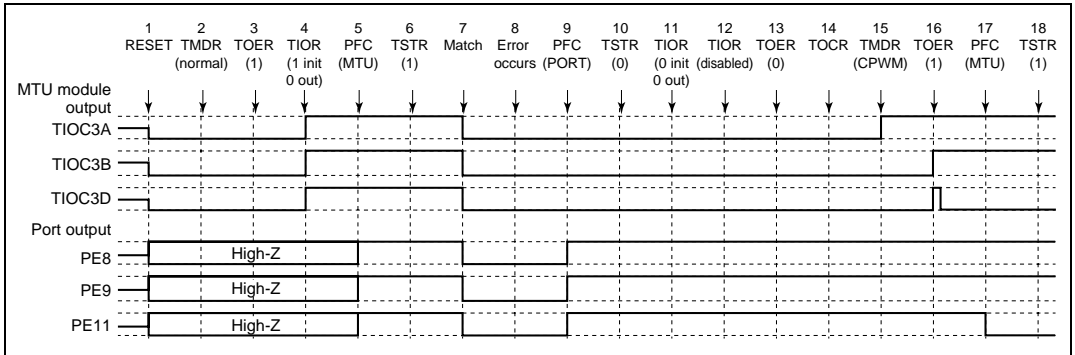 1 2 3 4 5 6 7 8 9 10 11 12 13 14 15 16 17 18
RESET TMDR TOER TIOR PFC TSTR Match Error PFC TSTR TIOR TIOR TOER TOCR TMDR TOER PFC TSTR
(normal) (1) (1 init (MTU) (1) occurs (PORT) (0) (0 init (disabled) (0) (CPWM) (1) (MTU) (1)
0 out) 0 out)
MTU module
output
TIOC3A
TIOC3B
TIOC3D
Port output
PE8 High-Z
PE9 High-Z
PE11 High-Z